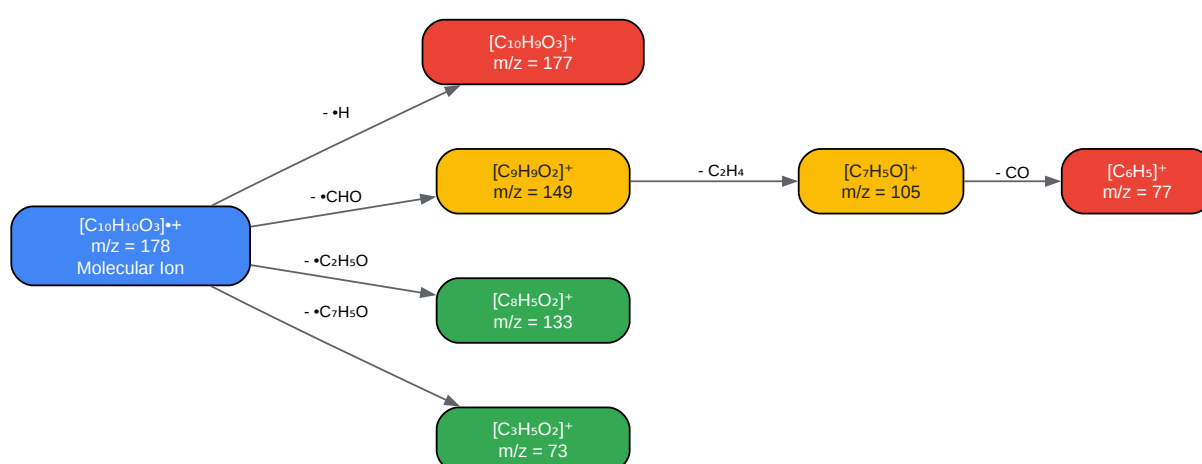 [C₁₀H₉O₃]⁺
m/z = 177
- •H
[C₉H₉O₂]⁺
m/z = 149
- C₂H₄
[C₇H₅O]⁺
m/z = 105
- CO
[C₆H₅]⁺
m/z = 77
- •CHO
[C₁₀H₁₀O₃]•+
m/z = 178
Molecular Ion
- •C₂H₅O
[C₈H₅O₂]⁺
m/z = 133
- •C₇H₅O
[C₃H₅O₂]⁺
m/z = 73